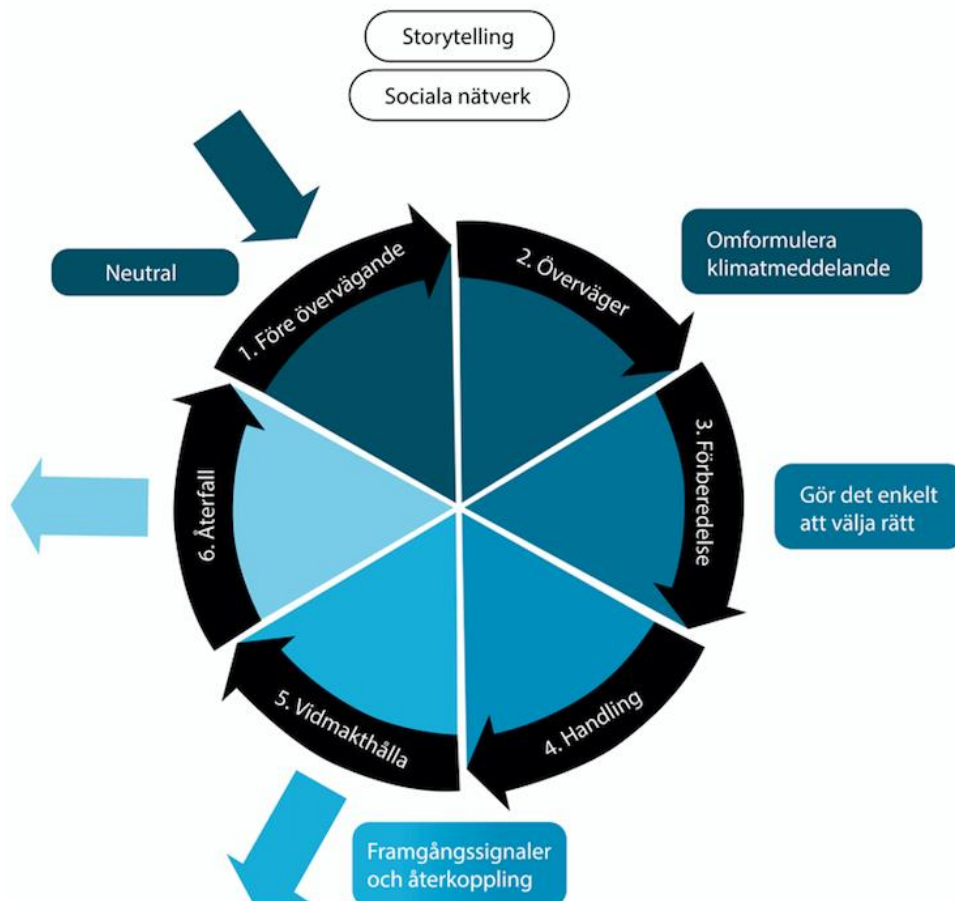 Storytelling
Sociala nätverk
Neutral
1. Före övervägande
2. Överväger
Omformulera
klimatmeddelande
3. Förberedelse
Gör det enkelt
att välja rätt
4. Handling
5. Vidmakthålla
6. Återfall
Framgångssignaler
och återkoppling